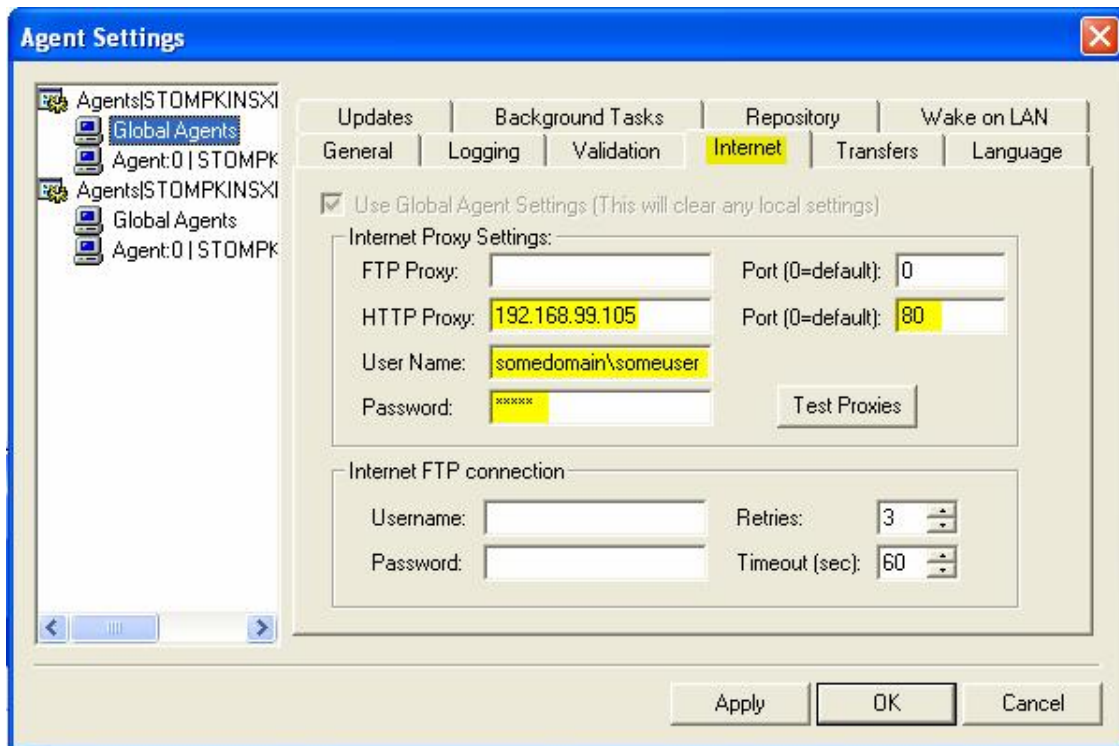 Agent Settings
Agents|STOMPKINSXI
Global Agents
Agent:0 | STOMPK
Agents|STOMPKINSXI
Global Agents
Agent:0 | STOMPK
Updates Background Tasks Repository Wake on LAN
General Logging Validation Internet Transfers Language
Use Global Agent Settings (This will clear any local settings)
Internet Proxy Settings:
FTP Proxy: Port (0=default): 0
HTTP Proxy: 192.168.99.105 Port (0=default): 80
User Name: somedomain\someuser
Password: ***** Test Proxies
Internet FTP connection
Username: Retries: 3
Password: Timeout (sec): 60
Apply OK Cancel